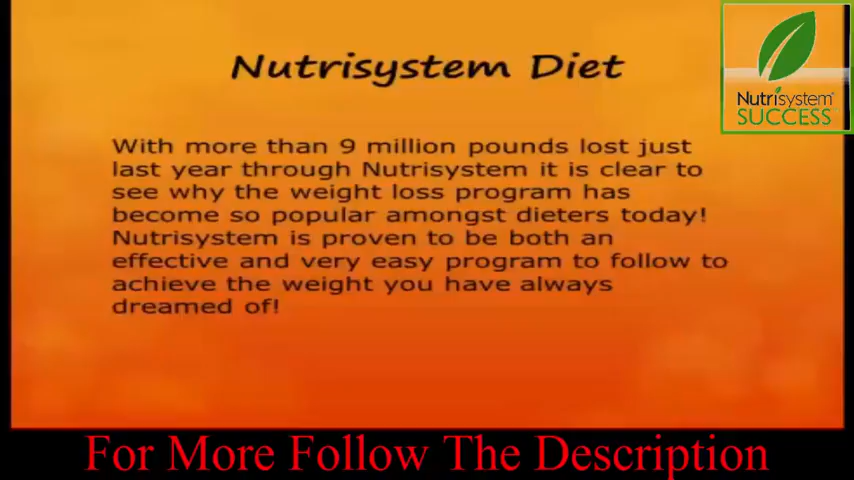 Nutrisystem Diet
Nutrisystem®
SUCCESS
With more than 9 million pounds lost just
last year through Nutrisystem it is clear to
see why the weight loss program has
become so popular amongst dieters today!
Nutrisystem is proven to be both an
effective and very easy program to follow to
achieve the weight you have always
dreamed of!
For More Follow The Description